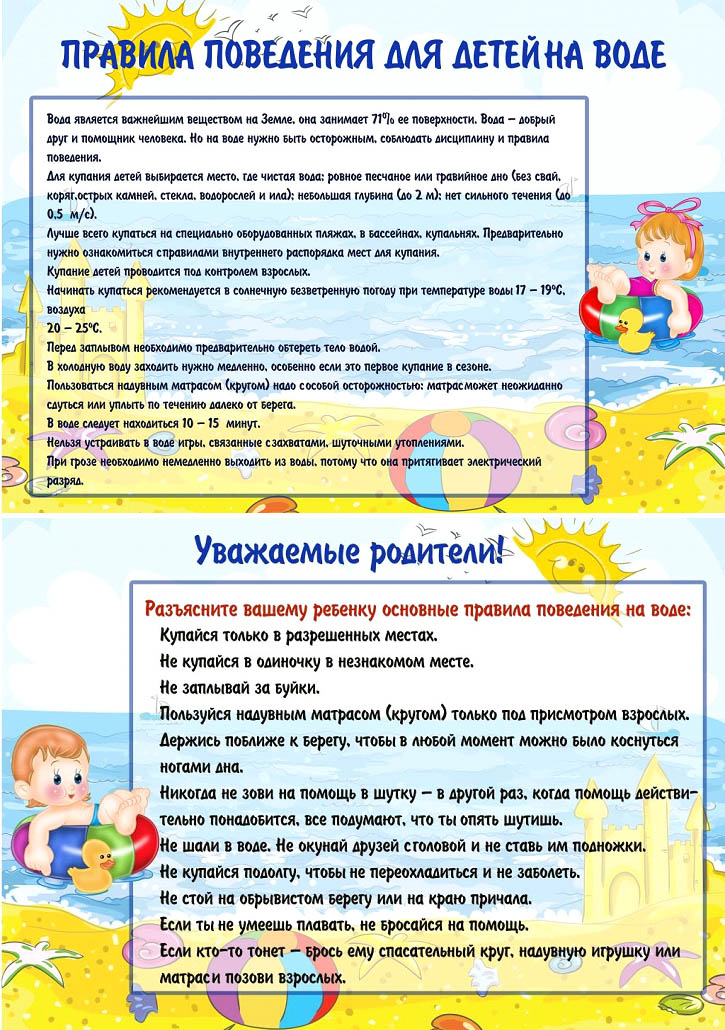 ПРАВИЛА ПОВЕДЕНИЯ ДЛЯ ДЕТЕЙ НА ВОДЕ
Вода является важнейшим веществом на Земле, она занимает 71% ее поверхности. Вода – добрый
друг и помощник человека. Но на воде нужно быть осторожным, соблюдать дисциплину и правила
поведения.
Для купания детей выбирается место, где чистая вода; ровное песчаное или гравийное дно (без свай,
коряг,острых камней, стекла, водорослей и ила); небольшая глубина (до 2 м); нет сильного течения (до
0,5 м/с).
Лучше всего купаться на специально оборудованных пляжах, в бассейнах, купальнях. Предварительно
нужно ознакомиться с правилами внутреннего распорядка мест для купания.
Купание детей проводится под контролем взрослых.
Начинать купаться рекомендуется в солнечную безветренную погоду при температуре воды 17 – 19°С,
воздуха
20 – 25°С.
Перед заплывом необходимо предварительно обтереть тело водой.
В холодную воду заходить нужно медленно, особенно если это первое купание в сезоне.
Пользоваться надувным матрасом (кругом) надо с особой осторожностью: матрас может неожиданно
сдуться или уплыть по течению далеко от берега.
В воде следует находиться 10 – 15 минут.
Нельзя устраивать в воде игры, связанные с захватами, шуточными утоплениями.
При грозе необходимо немедленно выходить из воды, потому что она притягивает электрический
разряд.
Уважаемые родители!
Разъясните вашему ребенку основные правила поведения на воде:
Купайся только в разрешенных местах.
Не купайся в одиночку в незнакомом месте.
Не заплывай за буйки.
Пользуйся надувным матрасом (кругом) только под присмотром взрослых.
Держись поближе к берегу, чтобы в любой момент можно было коснуться
ногами дна.
Никогда не зови на помощь в шутку – в другой раз, когда помощь действи-
тельно понадобится, все подумают, что ты опять шутишь.
Не шали в воде. Не окунай друзей с головой и не ставь им подножки.
Не купайся подолгу, чтобы не переохладиться и не заболеть.
Не стой на обрывистом берегу или на краю причала.
Если ты не умеешь плавать, не бросайся на помощь.
Если кто-то тонет – брось ему спасательный круг, надувную игрушку или
матрас и позови взрослых.